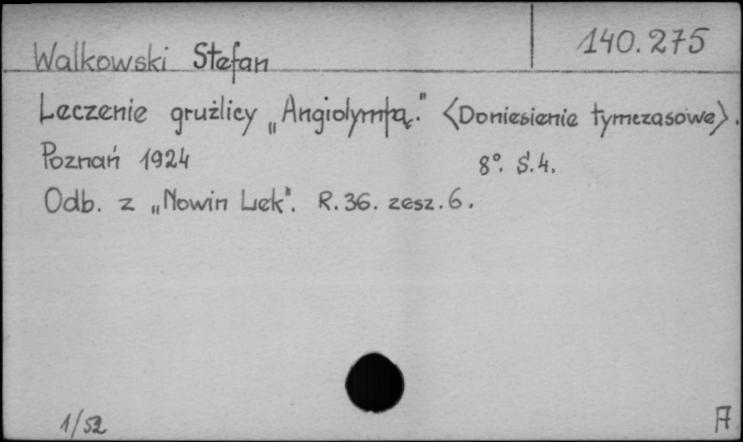 140.275
Walkowski Stefan
Leczenie gruźlicy „Angiolymfą." <Doniesienie tymczasowe>.
Poznań 1924 8°. S.4.
Odb. z „Nowin Lek". R.36. zesz.6.
1/52
A